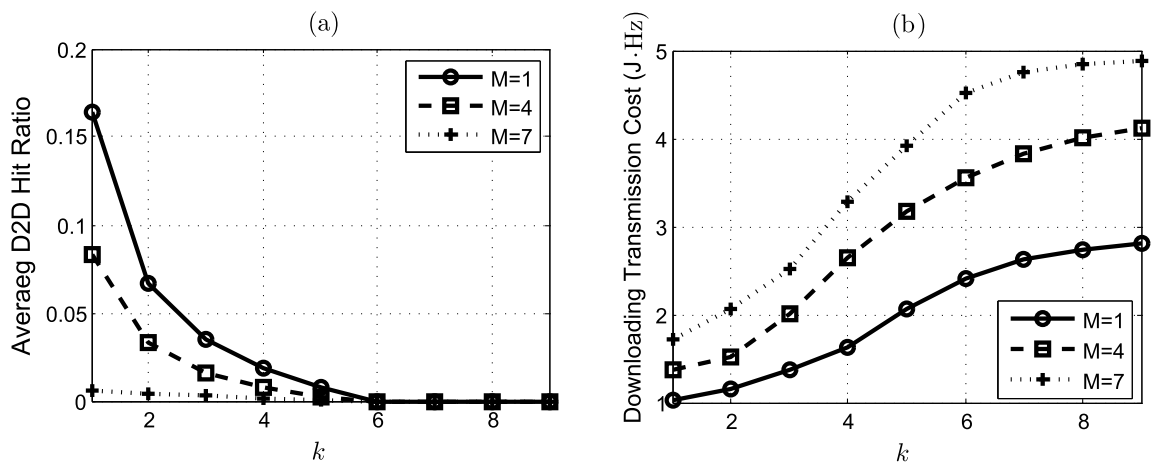 (a)
Averaeg D2D Hit Ratio
0.2
0.15
0.1
0.05
0
2
4
6
8
k
M=1
M=4
M=7
(b)
Downloading Transmission Cost (J·Hz)
5
4
3
2
1
2
4
6
8
k
M=1
M=4
M=7